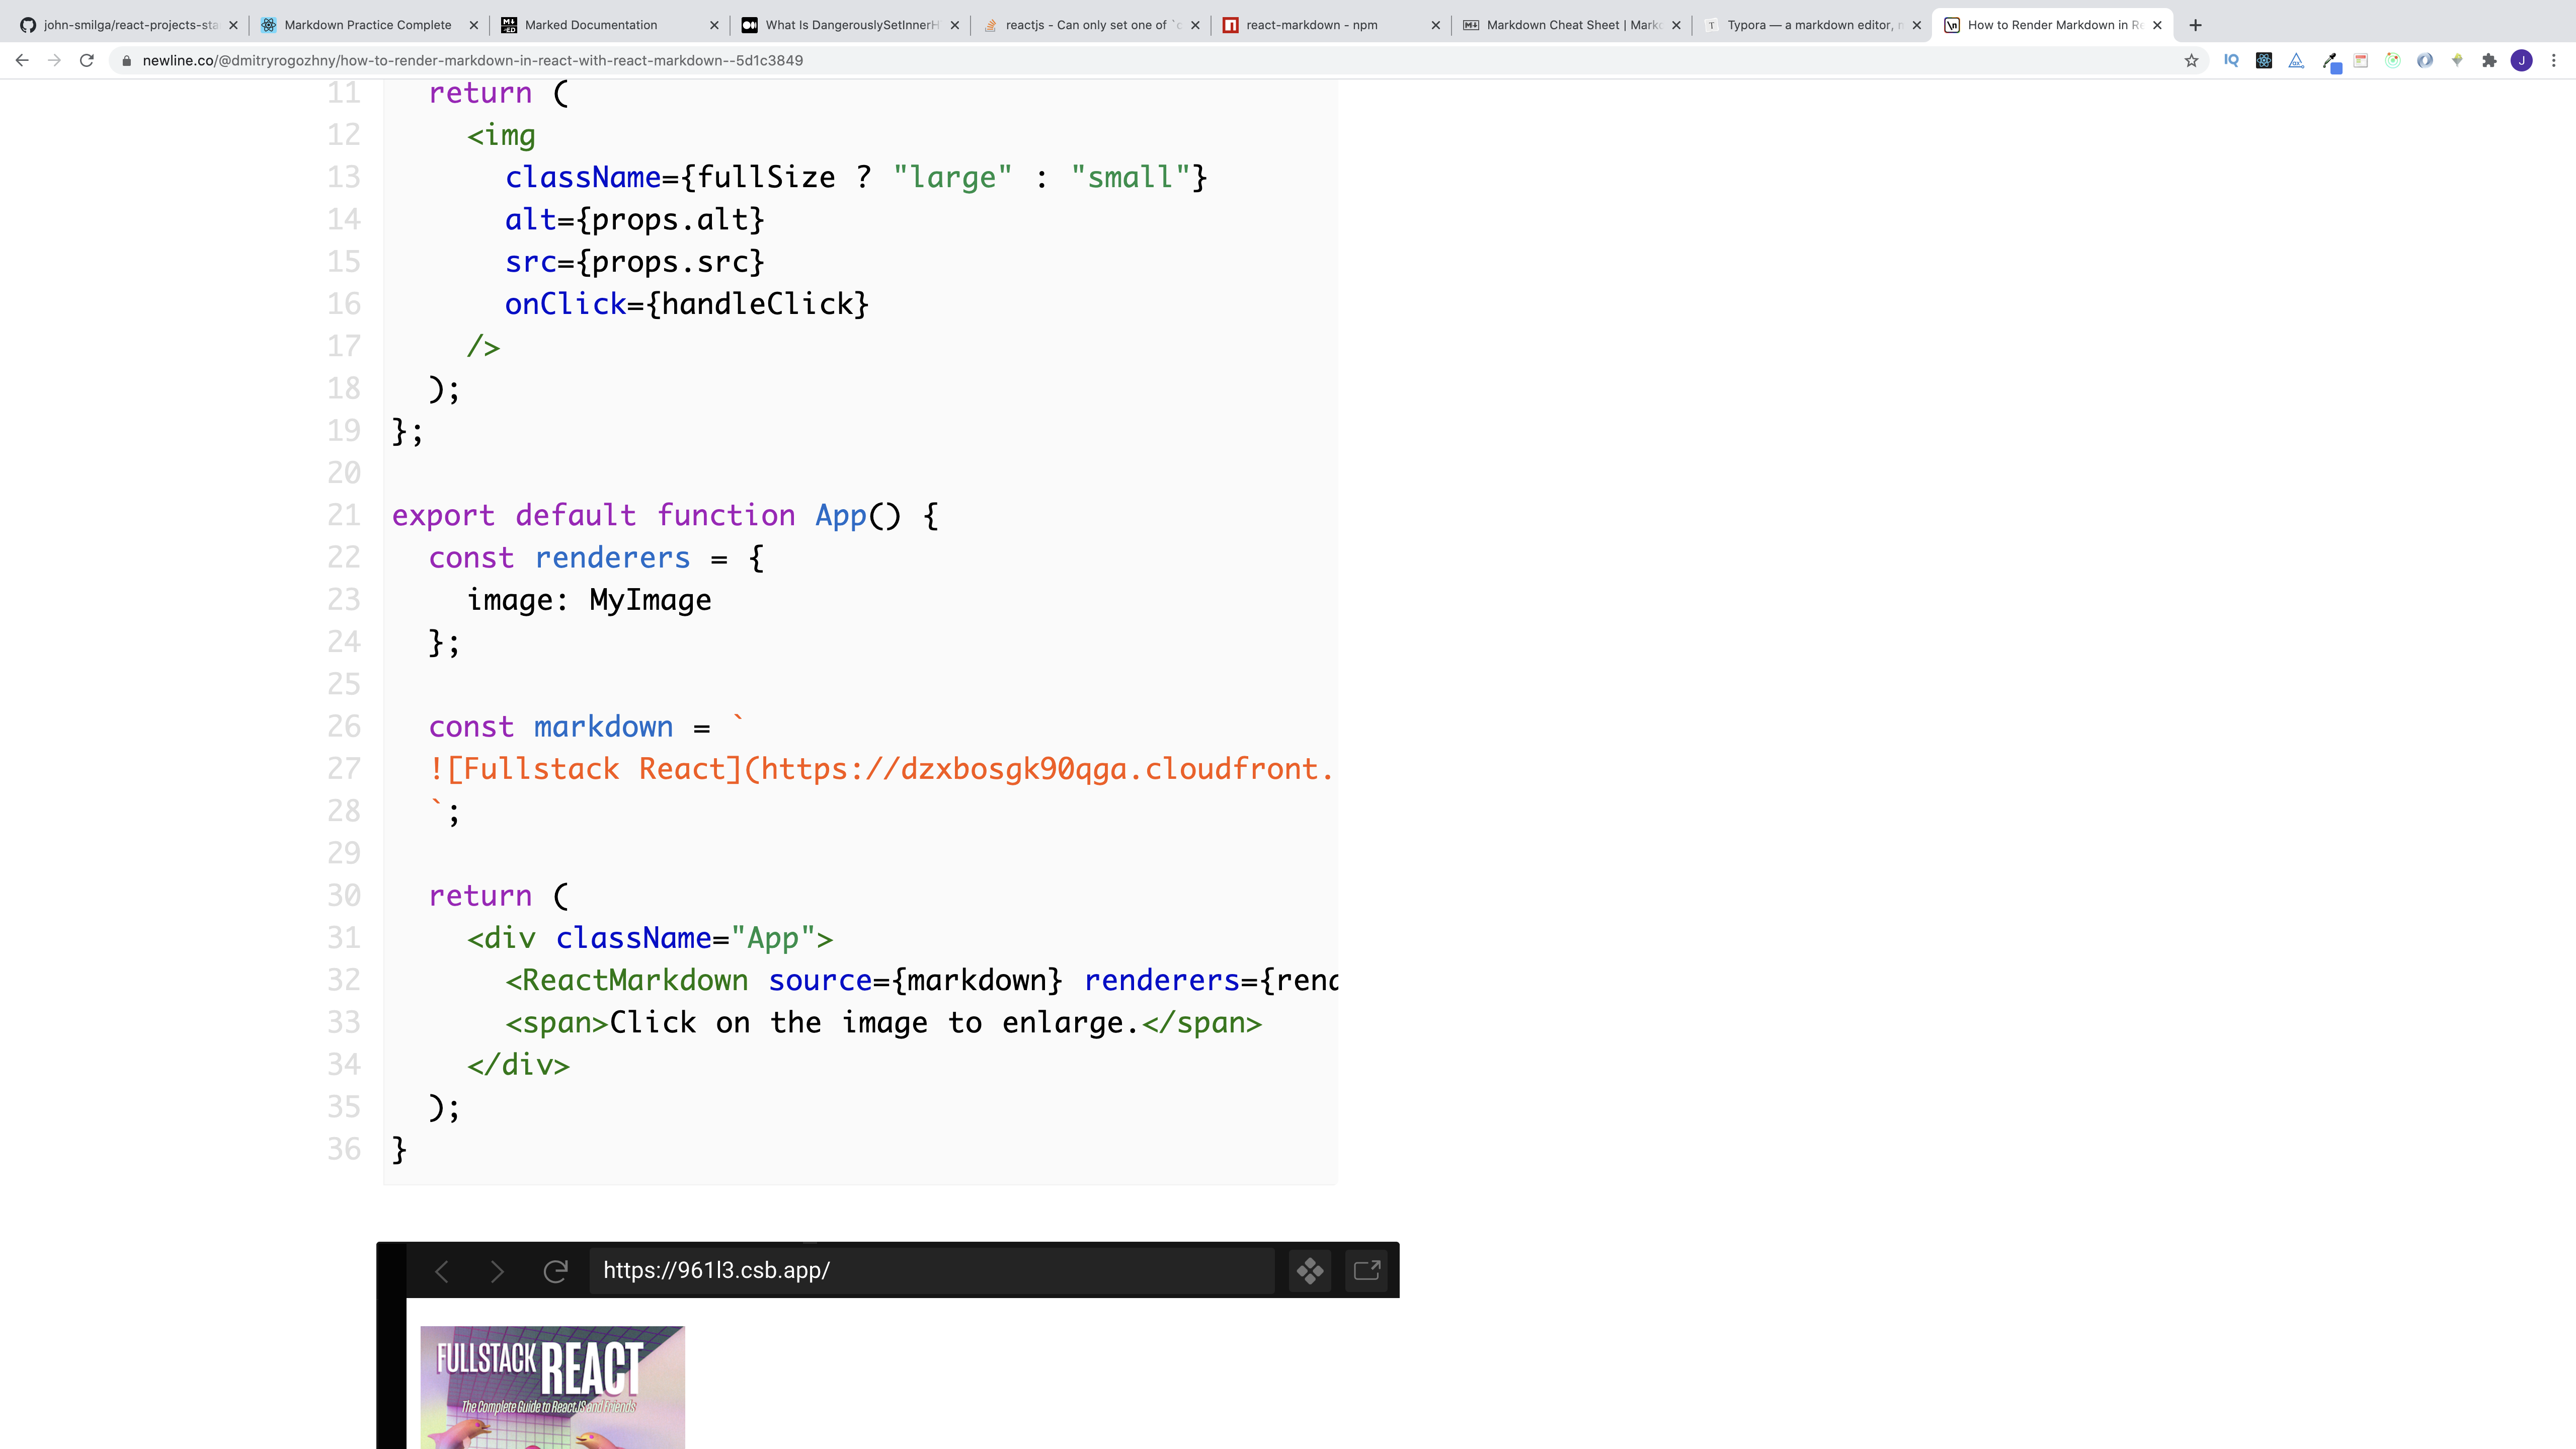 john-smilga/react-projects-sta
Markdown Practice Complete
Marked Documentation
What Is DangerouslySetInnerH
reactjs - Can only set one of `c
react-markdown - npm
Markdown Cheat Sheet | Markd
Typora — a markdown editor, m
How to Render Markdown in Re
newline.co/@dmitryrogozhny/how-to-render-markdown-in-react-with-react-markdown--5d1c3849
IQ
J
11 return (
12 <img
13 className={fullSize ? "large" : "small"}
14 alt={props.alt}
15 src={props.src}
16 onClick={handleClick}
17 />
18 );
19 };
20
21 export default function App() {
22 const renderers = {
23 image: MyImage
24 };
25
26 const markdown = `
27 ![Fullstack React](https://dzxbosgk90qga.cloudfront.
28 `;
29
30 return (
31 <div className="App">
32 <ReactMarkdown source={markdown} renderers={rend
33 <span>Click on the image to enlarge.</span>
34 </div>
35 );
36 }
https://961l3.csb.app/
FULLSTACK REACT
The Complete Guide to ReactJS and Friends